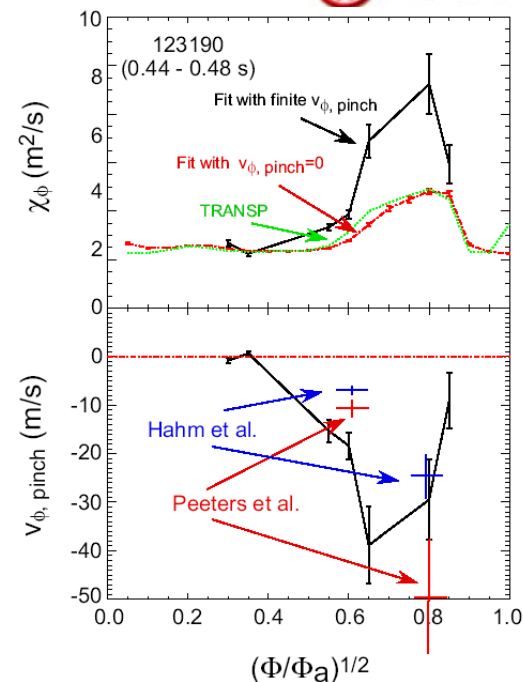 10
123190
(0.44 - 0.48 s)
8
Fit with finite vϕ, pinch
6
Fit with vϕ, pinch=0
4
TRANSP
2
0
χϕ (m²/s)
0
-10
Hahm et al.
-20
-30
Peeters et al.
-40
-50
vϕ, pinch (m/s)
0.0 0.2 0.4 0.6 0.8 1.0
(Φ/Φa)1/2